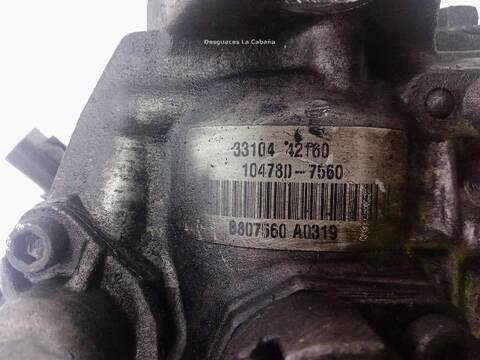 Desguaces La Cabaña
33104 42160
104780-7560
8807560 A0319